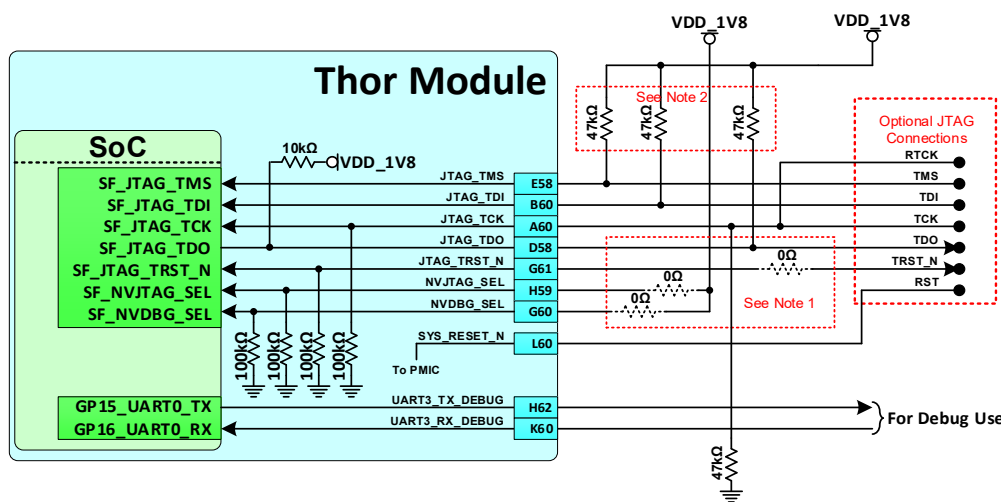 VDD_1V8
VDD_1V8
Thor Module
See Note 2
47kΩ
47kΩ
47kΩ
Optional JTAG
Connections
SoC
10kΩ
VDD_1V8
RTCK
SF_JTAG_TMS
JTAG_TMS
E58
TMS
SF_JTAG_TDI
JTAG_TDI
B60
TDI
SF_JTAG_TCK
JTAG_TCK
A60
TCK
SF_JTAG_TDO
JTAG_TDO
D58
TDO
SF_JTAG_TRST_N
JTAG_TRST_N
G61
0Ω
TRST_N
SF_NVJTAG_SEL
NVJTAG_SEL
H59
0Ω
RST
SF_NVDBG_SEL
NVDBG_SEL
G60
0Ω
See Note 1
100kΩ
100kΩ
100kΩ
100kΩ
SYS_RESET_N
L60
To PMIC
GP15_UART0_TX
UART3_TX_DEBUG
H62
GP16_UART0_RX
UART3_RX_DEBUG
K60
For Debug Use
47kΩ